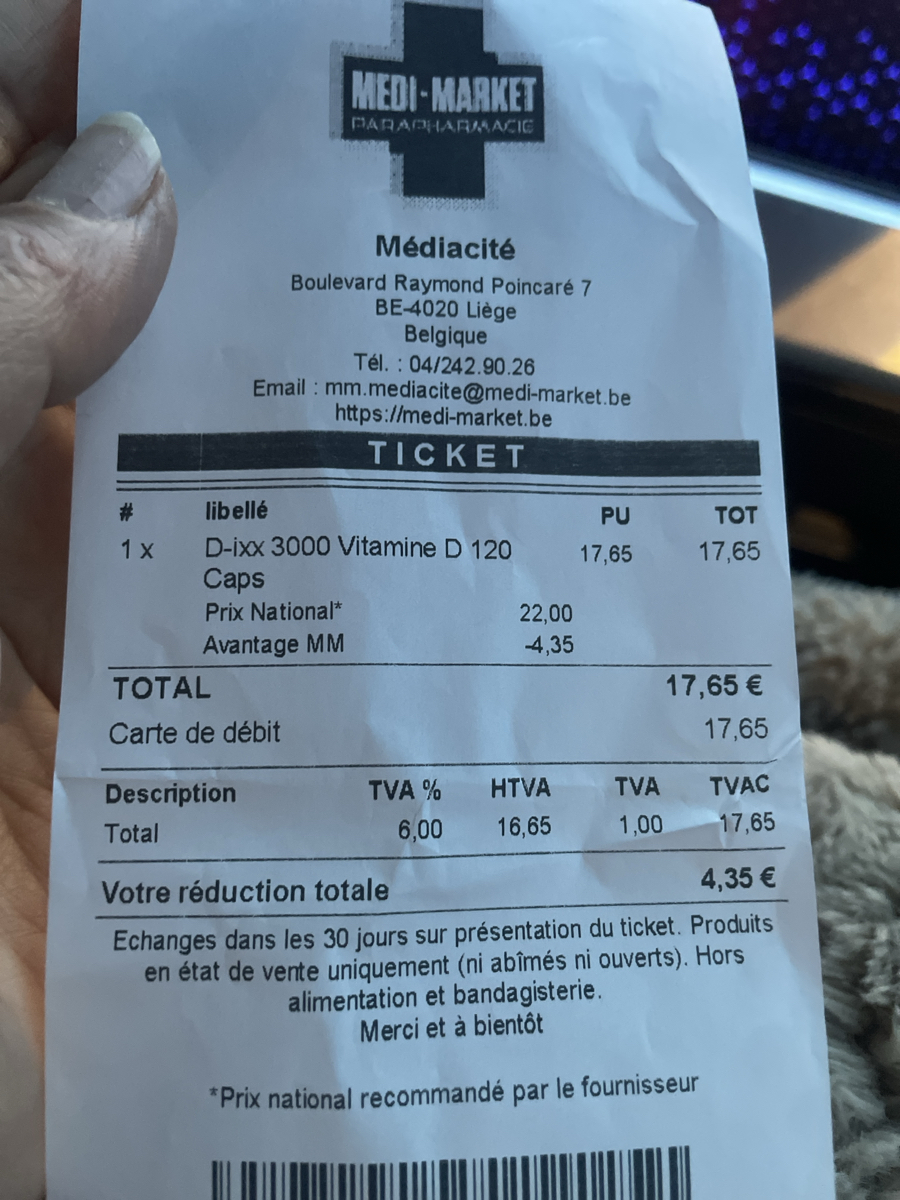 MEDI-MARKET
PARAPHARMACIE
Médiacité
Boulevard Raymond Poincaré 7
BE-4020 Liège
Belgique
Tél. : 04/242.90.26
Email : mm.mediacite@medi-market.be
https://medi-market.be
TICKET
# libellé PU TOT
1 x D-ixx 3000 Vitamine D 120 17,65 17,65
Caps
Prix National* 22,00
Avantage MM -4,35
TOTAL 17,65 €
Carte de débit 17,65
Description TVA % HTVA TVA TVAC
Total 6,00 16,65 1,00 17,65
Votre réduction totale 4,35 €
Echanges dans les 30 jours sur présentation du ticket. Produits
en état de vente uniquement (ni abîmés ni ouverts). Hors
alimentation et bandagisterie.
Merci et à bientôt
*Prix national recommandé par le fournisseur